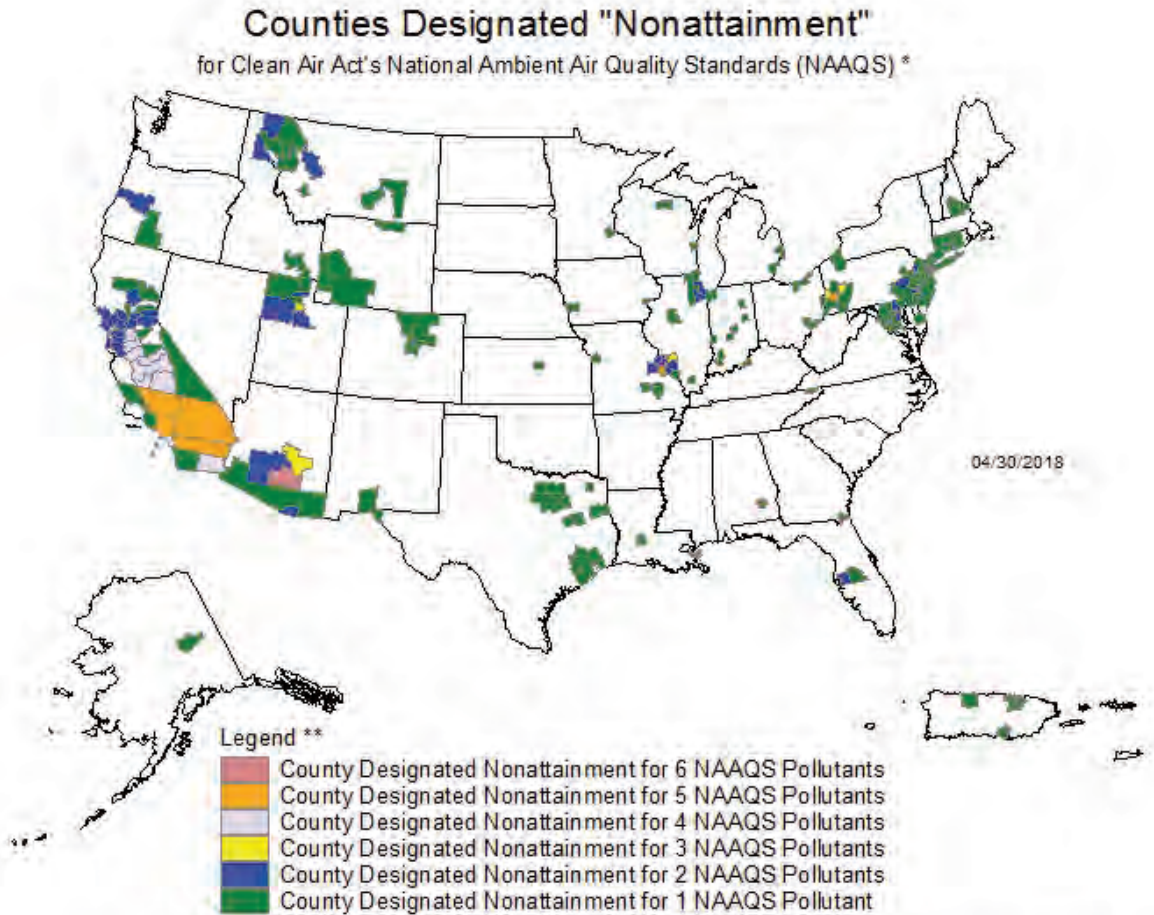 Counties Designated "Nonattainment"
for Clean Air Act's National Ambient Air Quality Standards (NAAQS) *
04/30/2018
Legend **
County Designated Nonattainment for 6 NAAQS Pollutants
County Designated Nonattainment for 5 NAAQS Pollutants
County Designated Nonattainment for 4 NAAQS Pollutants
County Designated Nonattainment for 3 NAAQS Pollutants
County Designated Nonattainment for 2 NAAQS Pollutants
County Designated Nonattainment for 1 NAAQS Pollutant